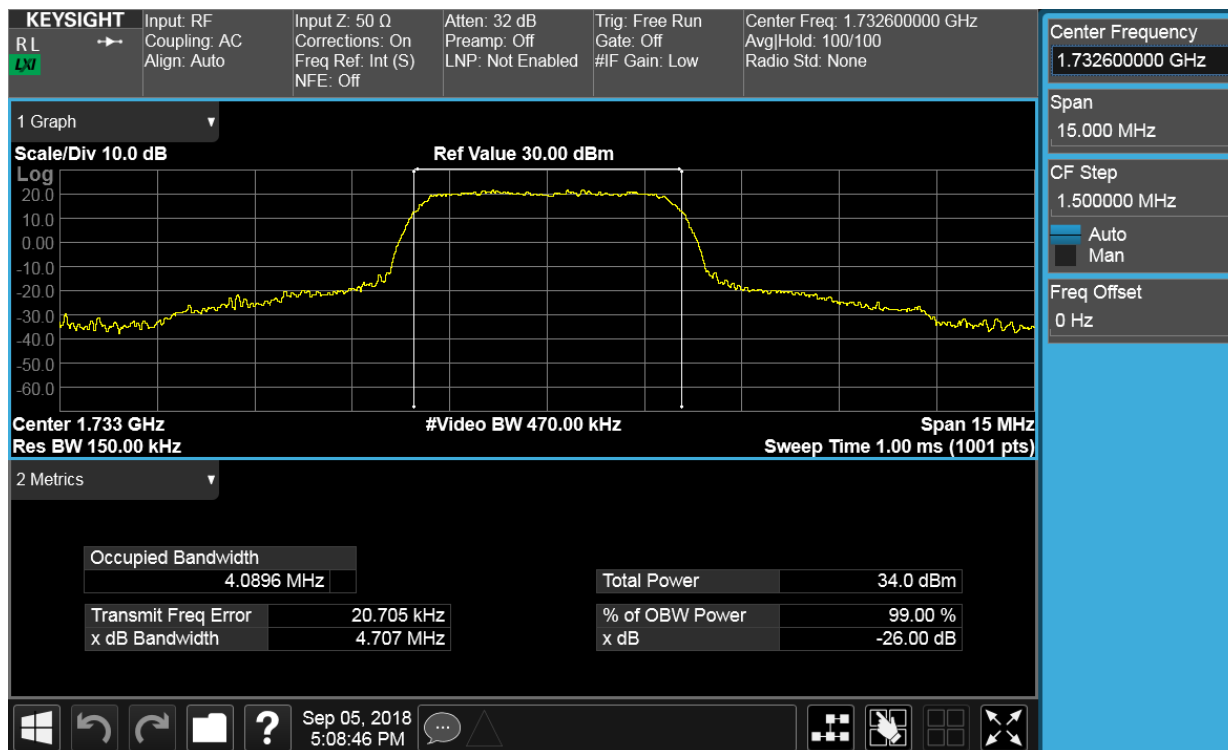 KEYSIGHT
RL
LXI
Input: RF
Coupling: AC
Align: Auto
Input Z: 50 Ω
Corrections: On
Freq Ref: Int (S)
NFE: Off
Atten: 32 dB
Preamp: Off
LNP: Not Enabled
Trig: Free Run
Gate: Off
#IF Gain: Low
Center Freq: 1.732600000 GHz
Avg|Hold: 100/100
Radio Std: None
Center Frequency
1.732600000 GHz
Span
15.000 MHz
CF Step
1.500000 MHz
Auto
Man
Freq Offset
0 Hz
1 Graph
Scale/Div 10.0 dB
Ref Value 30.00 dBm
Log
20.0
10.0
0.00
-10.0
-20.0
-30.0
-40.0
-50.0
-60.0
Center 1.733 GHz
#Video BW 470.00 kHz
Span 15 MHz
Res BW 150.00 kHz
Sweep Time 1.00 ms (1001 pts)
2 Metrics
Occupied Bandwidth
4.0896 MHz
Total Power 34.0 dBm
Transmit Freq Error 20.705 kHz
% of OBW Power 99.00 %
x dB Bandwidth 4.707 MHz
x dB -26.00 dB
?
Sep 05, 2018
5:08:46 PM